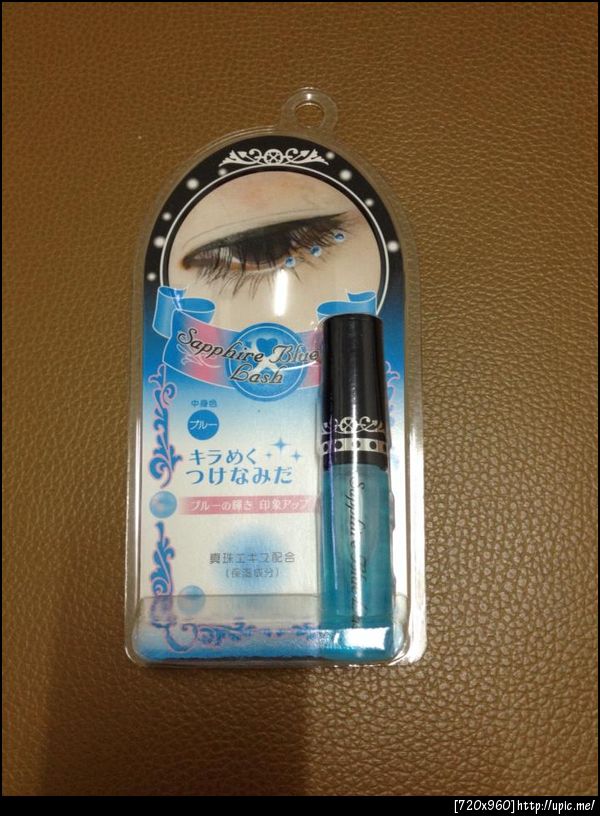 Sapphire Blue
Lash
中身色
ブルー
キラめく
つけなみだ
ブルーの輝き 印象アップ
真珠エキス配合
(保湿成分)
[720x960]http://upic.me/